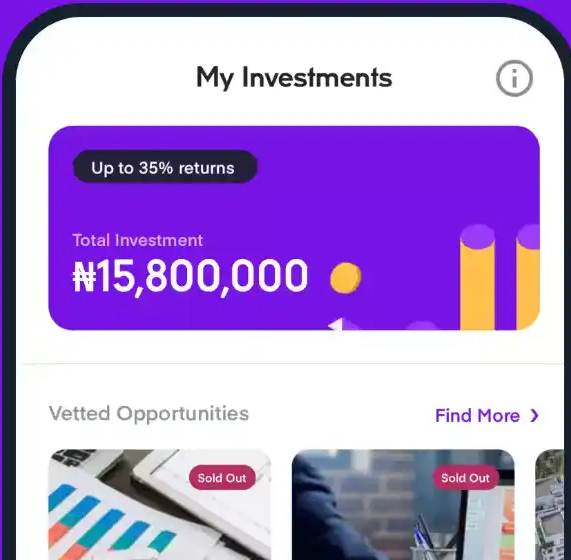 My Investments
Up to 35% returns
Total Investment
₦15,800,000
Vetted Opportunities
Find More ❯
Sold Out
Sold Out